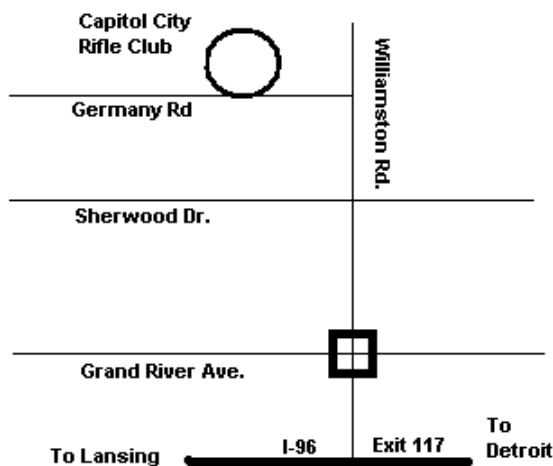 Capitol City
Rifle Club
Williamston Rd.
Germany Rd
Sherwood Dr.
Grand River Ave.
To Lansing
I-96
Exit 117
To
Detroit